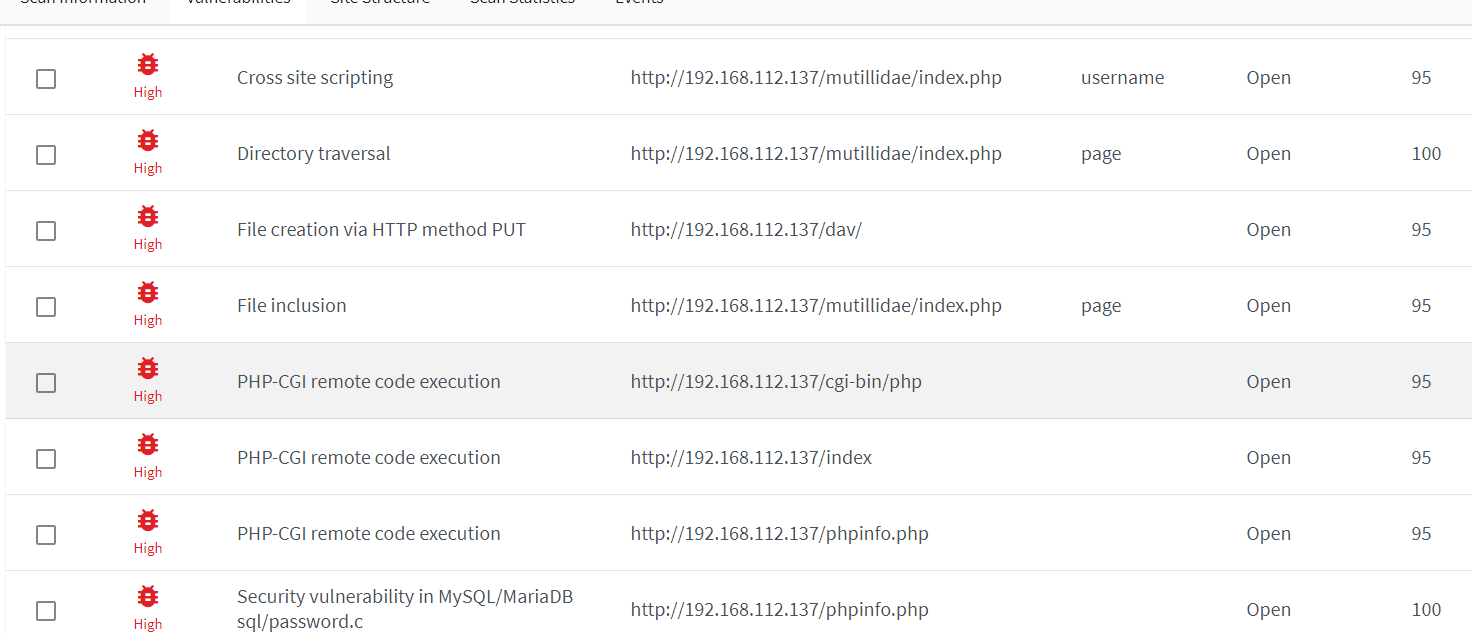 Scan Information Vulnerabilities Site Structure Scan Statistics Events
High Cross site scripting http://192.168.112.137/mutillidae/index.php username Open 95
High Directory traversal http://192.168.112.137/mutillidae/index.php page Open 100
High File creation via HTTP method PUT http://192.168.112.137/dav/ Open 95
High File inclusion http://192.168.112.137/mutillidae/index.php page Open 95
High PHP-CGI remote code execution http://192.168.112.137/cgi-bin/php Open 95
High PHP-CGI remote code execution http://192.168.112.137/index Open 95
High PHP-CGI remote code execution http://192.168.112.137/phpinfo.php Open 95
High Security vulnerability in MySQL/MariaDB http://192.168.112.137/phpinfo.php Open 100
sql/password.c